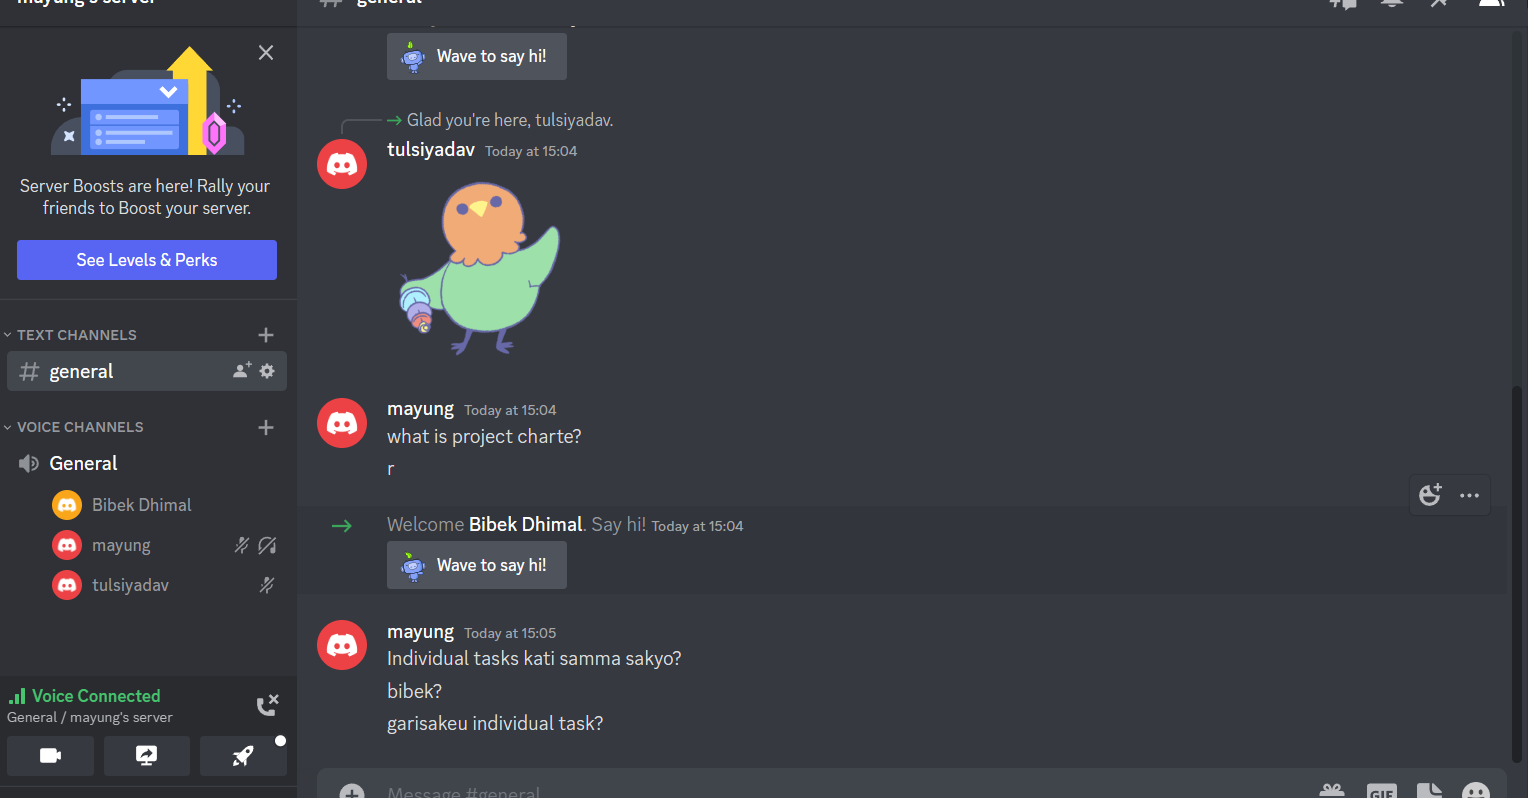 mayung's server
general
Server Boosts are here! Rally your
friends to Boost your server.
See Levels & Perks
TEXT CHANNELS
general
VOICE CHANNELS
General
Bibek Dhimal
mayung
tulsiyadav
Voice Connected
General / mayung's server
Wave to say hi!
Glad you're here, tulsiyadav.
tulsiyadav Today at 15:04
mayung Today at 15:04
what is project charte?
r
Welcome Bibek Dhimal. Say hi! Today at 15:04
Wave to say hi!
mayung Today at 15:05
Individual tasks kati samma sakyo?
bibek?
garisakeu individual task?
Message #general
GIF